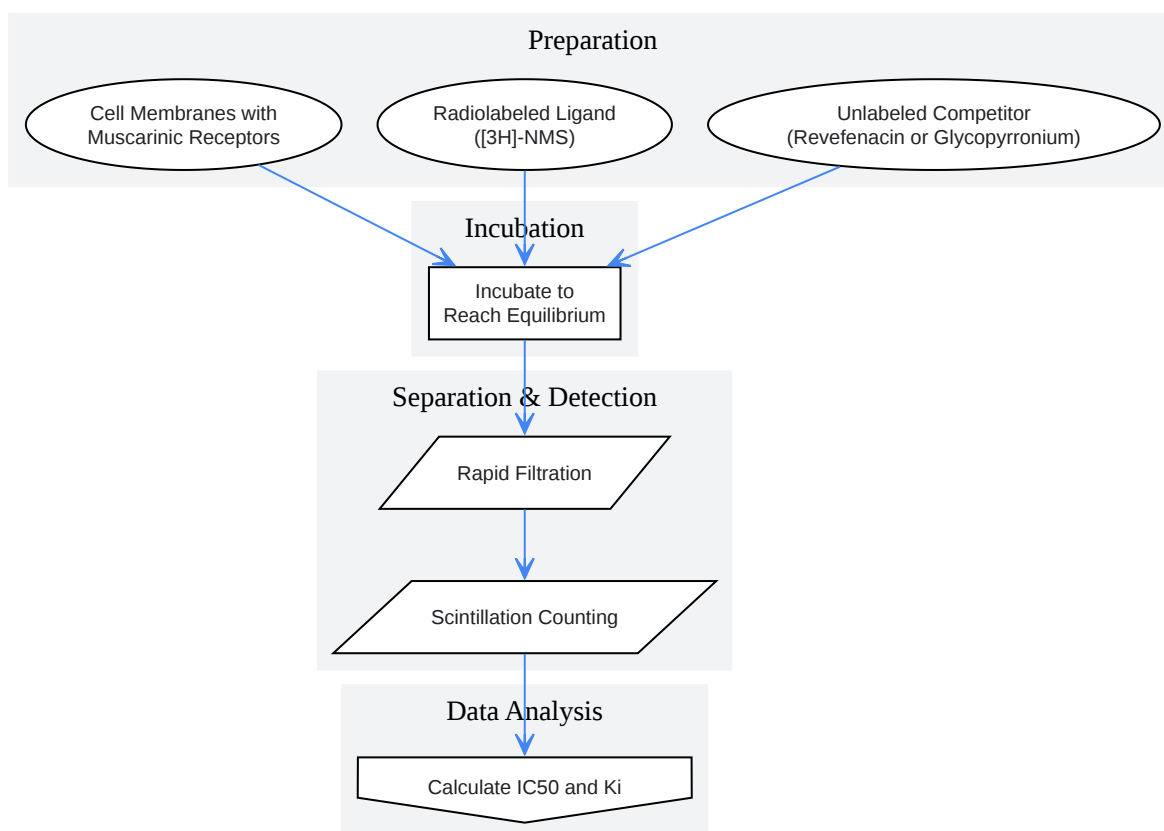 Preparation
Cell Membranes with
Muscarinic Receptors
Radiolabeled Ligand
([3H]-NMS)
Unlabeled Competitor
(Revefenacin or Glycopyrronium)
Incubation
Incubate to
Reach Equilibrium
Separation & Detection
Rapid Filtration
Scintillation Counting
Data Analysis
Calculate IC50 and Ki